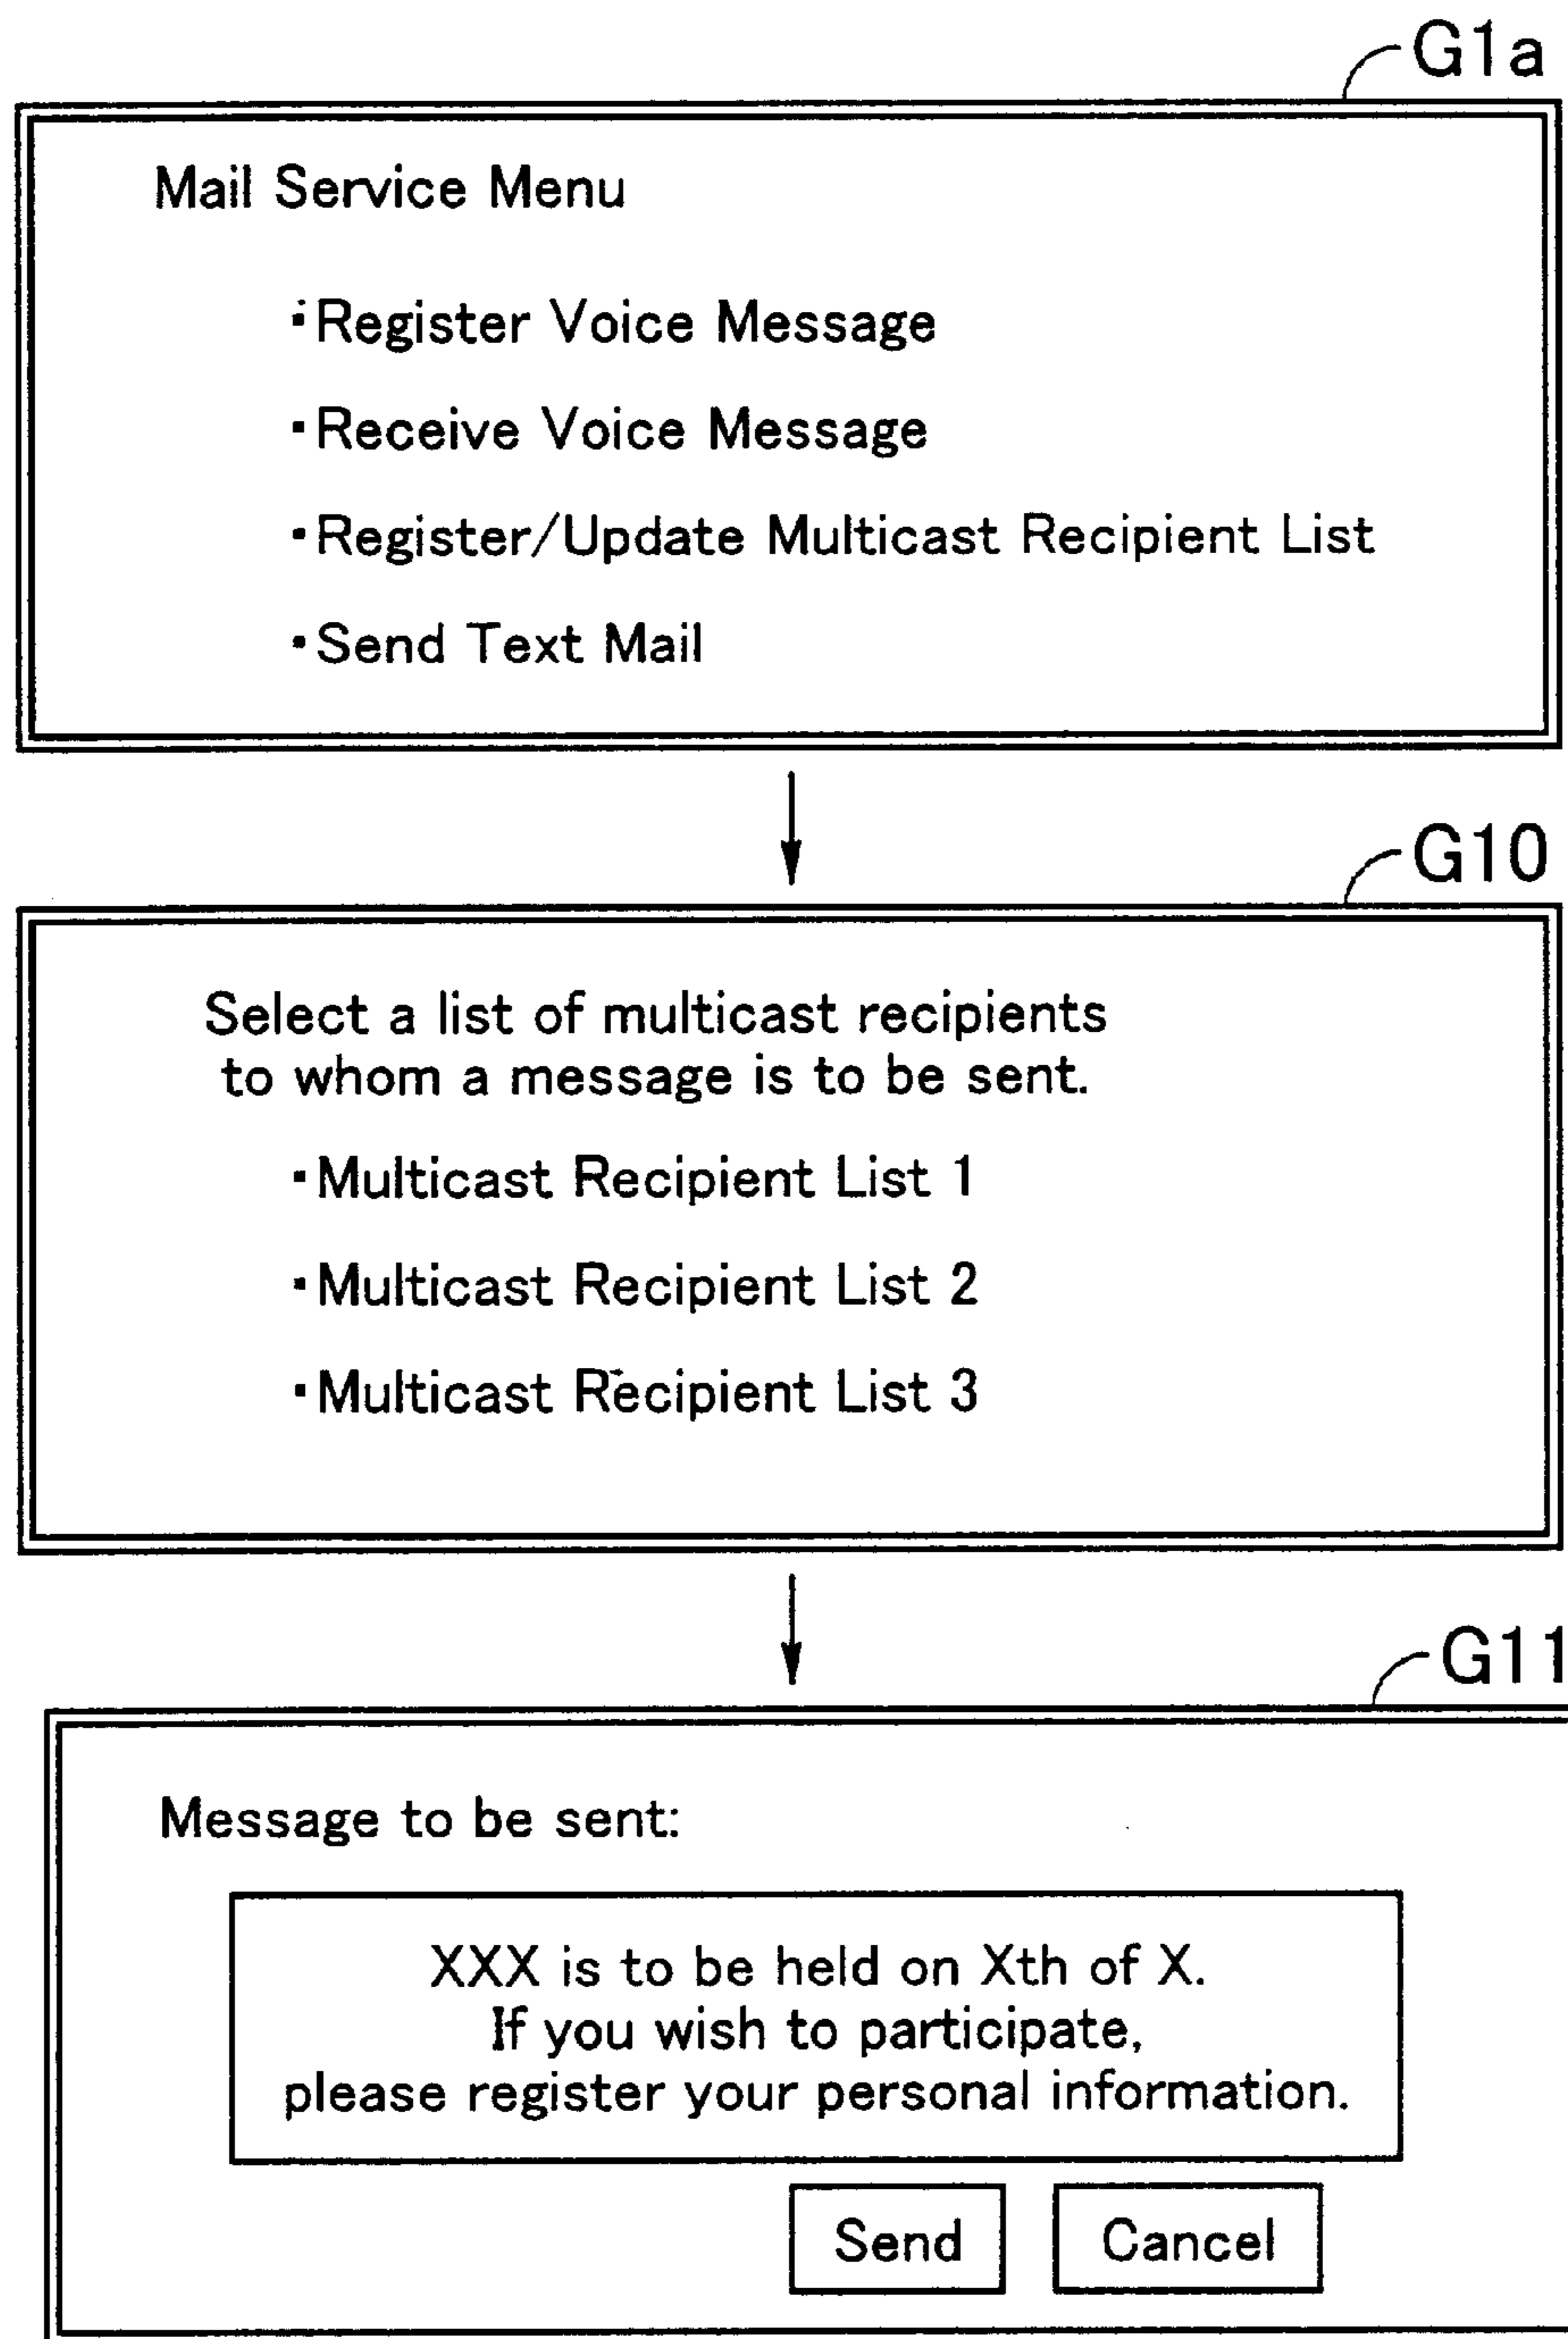 G1a
Mail Service Menu
・Register Voice Message
・Receive Voice Message
・Register/Update Multicast Recipient List
・Send Text Mail
G10
Select a list of multicast recipients
to whom a message is to be sent.
・Multicast Recipient List 1
・Multicast Recipient List 2
・Multicast Recipient List 3
G11
Message to be sent:
XXX is to be held on Xth of X.
If you wish to participate,
please register your personal information.
Send Cancel